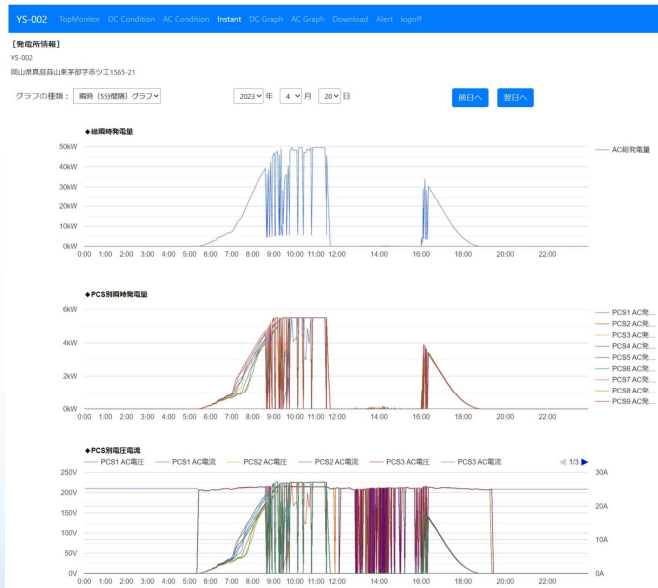 YS-002 TopMonitor DC Condition AC Condition Instant DC Graph AC Graph Download Alert logoff
[発電所情報]
YS-002
岡山県真庭蒜山東茅部字赤ツ工1565-21
グラフの種類： 瞬時（5分間隔）グラフ 2023 年 4 月 20 日 前日へ 翌日へ
◆総瞬時発電量
50kW
40kW
30kW
20kW
10kW
0kW
AC総発電量
0:00 1:00 2:00 3:00 4:00 5:00 6:00 7:00 8:00 9:00 10:00 11:00 12:00 14:00 16:00 18:00 20:00 22:00
◆PCS別瞬時発電量
6kW
4kW
2kW
0kW
PCS1 AC発...
PCS2 AC発...
PCS3 AC発...
PCS4 AC発...
PCS5 AC発...
PCS6 AC発...
PCS7 AC発...
PCS8 AC発...
PCS9 AC発...
0:00 1:00 2:00 3:00 4:00 5:00 6:00 7:00 8:00 9:00 10:00 11:00 12:00 14:00 16:00 18:00 20:00 22:00
◆PCS別電圧電流
PCS1 AC電圧 PCS1 AC電流 PCS2 AC電圧 PCS2 AC電流 PCS3 AC電圧 PCS3 AC電流 1/3
250V
200V
150V
100V
50V
0V
30A
20A
10A
0A
0:00 1:00 2:00 3:00 4:00 5:00 6:00 7:00 8:00 9:00 10:00 11:00 12:00 14:00 16:00 18:00 20:00 22:00